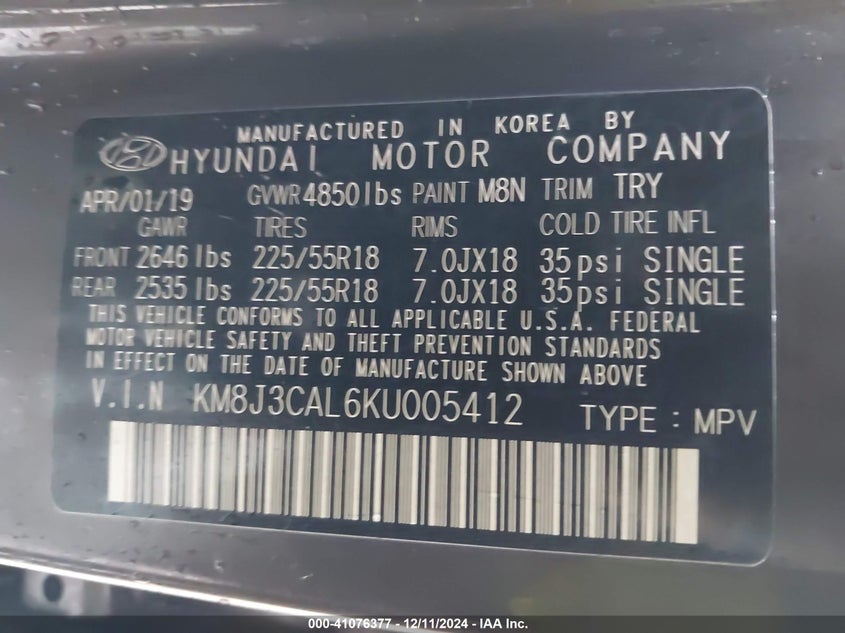 MANUFACTURED IN KOREA BY
HYUNDAI MOTOR COMPANY
APR/01/19 GVWR 4850lbs PAINT M8N TRIM TRY
GAWR TIRES RIMS COLD TIRE INFL
FRONT 2646 lbs 225/55R18 7.0JX18 35psi SINGLE
REAR 2535 lbs 225/55R18 7.0JX18 35psi SINGLE
THIS VEHICLE CONFORMS TO ALL APPLICABLE U.S.A. FEDERAL
MOTOR VEHICLE SAFETY AND THEFT PREVENTION STANDARDS
IN EFFECT ON THE DATE OF MANUFACTURE SHOWN ABOVE
V.I.N KM8J3CAL6KU005412 TYPE : MPV
000-41076377 - 12/11/2024 - IAA Inc.